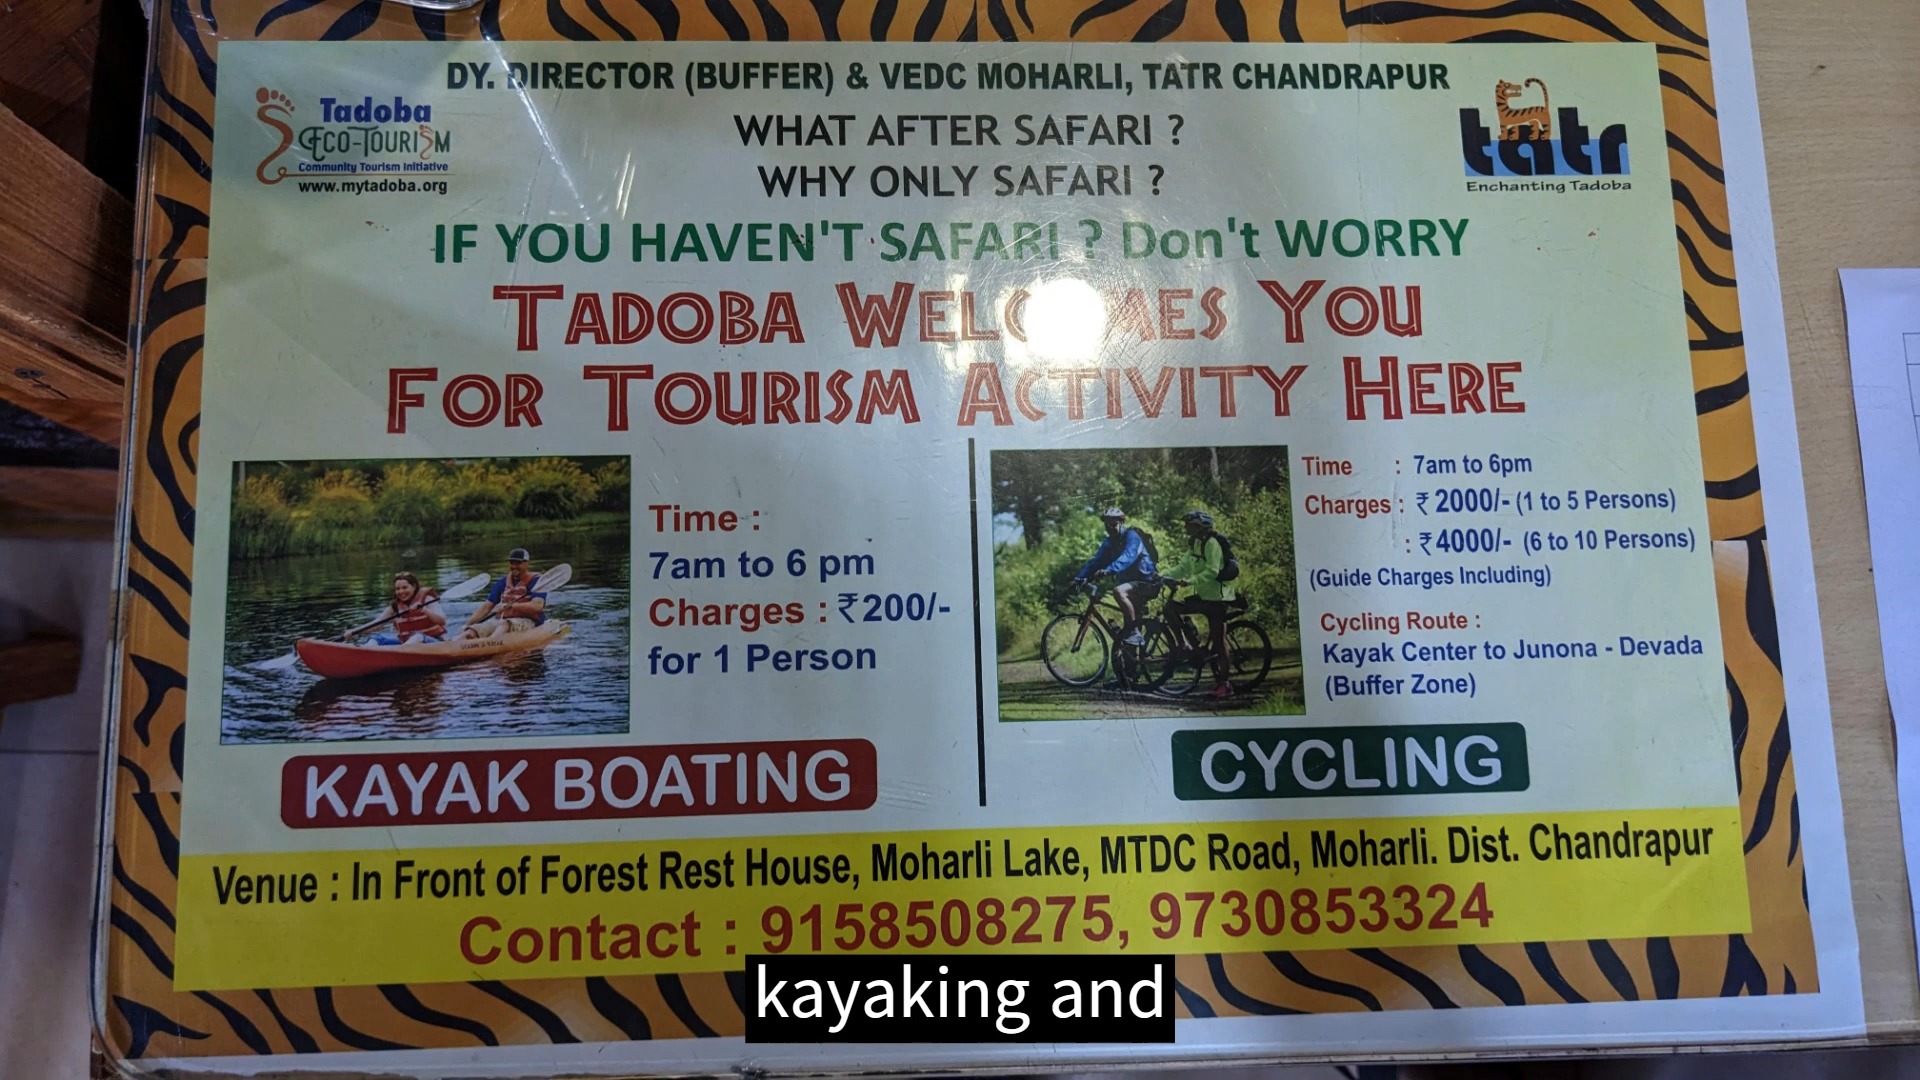 DY. DIRECTOR (BUFFER) & VEDC MOHARLI, TATR CHANDRAPUR
Tadoba
ECO-TOURISM
Community Tourism Initiative
www.mytadoba.org
tatr
Enchanting Tadoba
WHAT AFTER SAFARI ?
WHY ONLY SAFARI ?
IF YOU HAVEN'T SAFARI ? Don't WORRY
TADOBA WELCOMES YOU
FOR TOURISM ACTIVITY HERE
Time :
7am to 6 pm
Charges : ₹200/-
for 1 Person
KAYAK BOATING
Time : 7am to 6pm
Charges : ₹ 2000/- (1 to 5 Persons)
: ₹4000/- (6 to 10 Persons)
(Guide Charges Including)
Cycling Route :
Kayak Center to Junona - Devada
(Buffer Zone)
CYCLING
Venue : In Front of Forest Rest House, Moharli Lake, MTDC Road, Moharli. Dist. Chandrapur
Contact : 9158508275, 9730853324
kayaking and